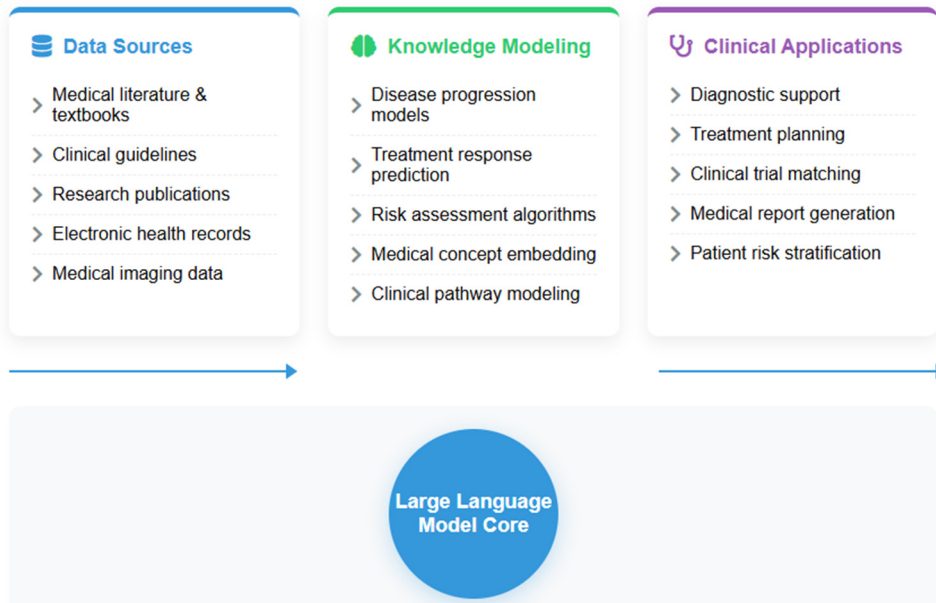 Data Sources
Medical literature &
textbooks
Clinical guidelines
Research publications
Electronic health records
Medical imaging data
Knowledge Modeling
Disease progression
models
Treatment response
prediction
Risk assessment algorithms
Medical concept embedding
Clinical pathway modeling
Clinical Applications
Diagnostic support
Treatment planning
Clinical trial matching
Medical report generation
Patient risk stratification
Large Language
Model Core